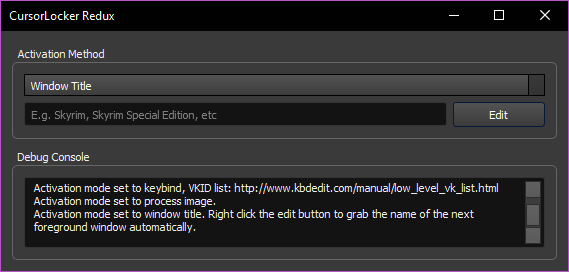 CursorLocker Redux
Activation Method
Window Title
E.g. Skyrim, Skyrim Special Edition, etc
Edit
Debug Console
Activation mode set to keybind, VKID list: http://www.kbdedit.com/manual/low_level_vk_list.html
Activation mode set to process image.
Activation mode set to window title. Right click the edit button to grab the name of the next
foreground window automatically.